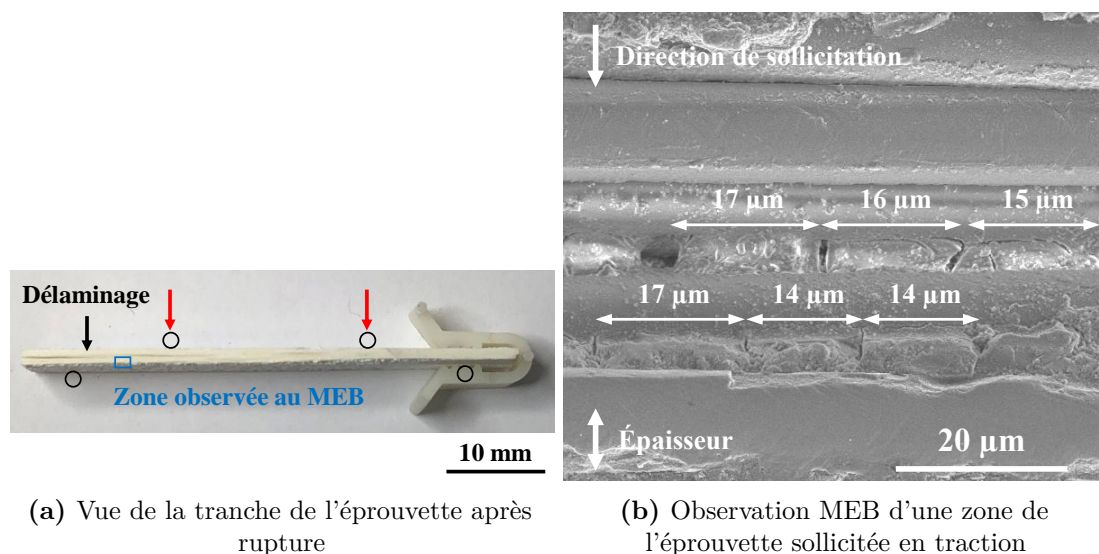 Délaminage
Zone observée au MEB
10 mm
(a) Vue de la tranche de l'éprouvette après
rupture
Direction de sollicitation
17 µm
16 µm
15 µm
17 µm
14 µm
14 µm
Épaisseur
20 µm
(b) Observation MEB d'une zone de
l'éprouvette sollicitée en traction